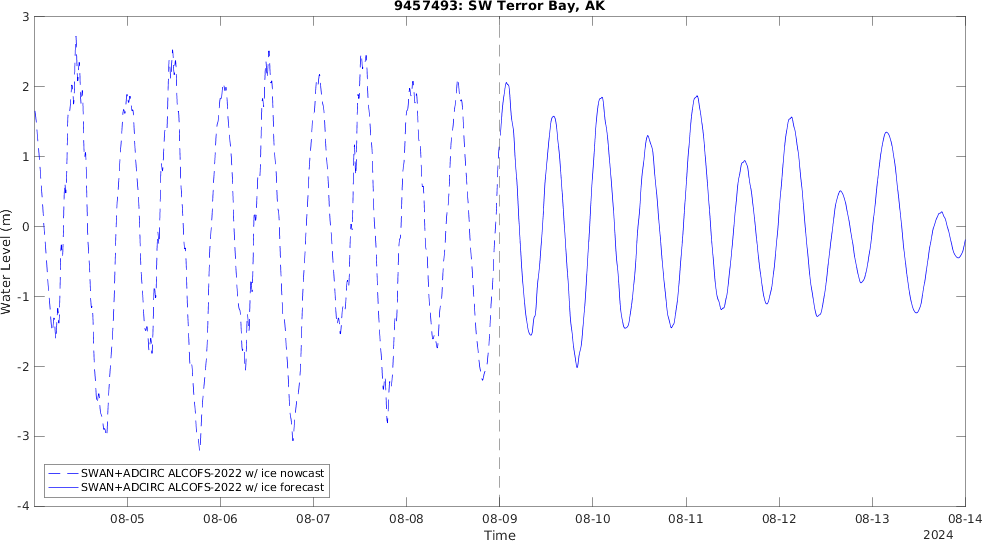 9457493: SW Terror Bay, AK
Water Level (m)
3
2
1
0
-1
-2
-3
-4
SWAN+ADCIRC ALCOFS-2022 w/ ice nowcast
SWAN+ADCIRC ALCOFS-2022 w/ ice forecast
08-05 08-06 08-07 08-08 08-09 08-10 08-11 08-12 08-13 08-14
Time
2024